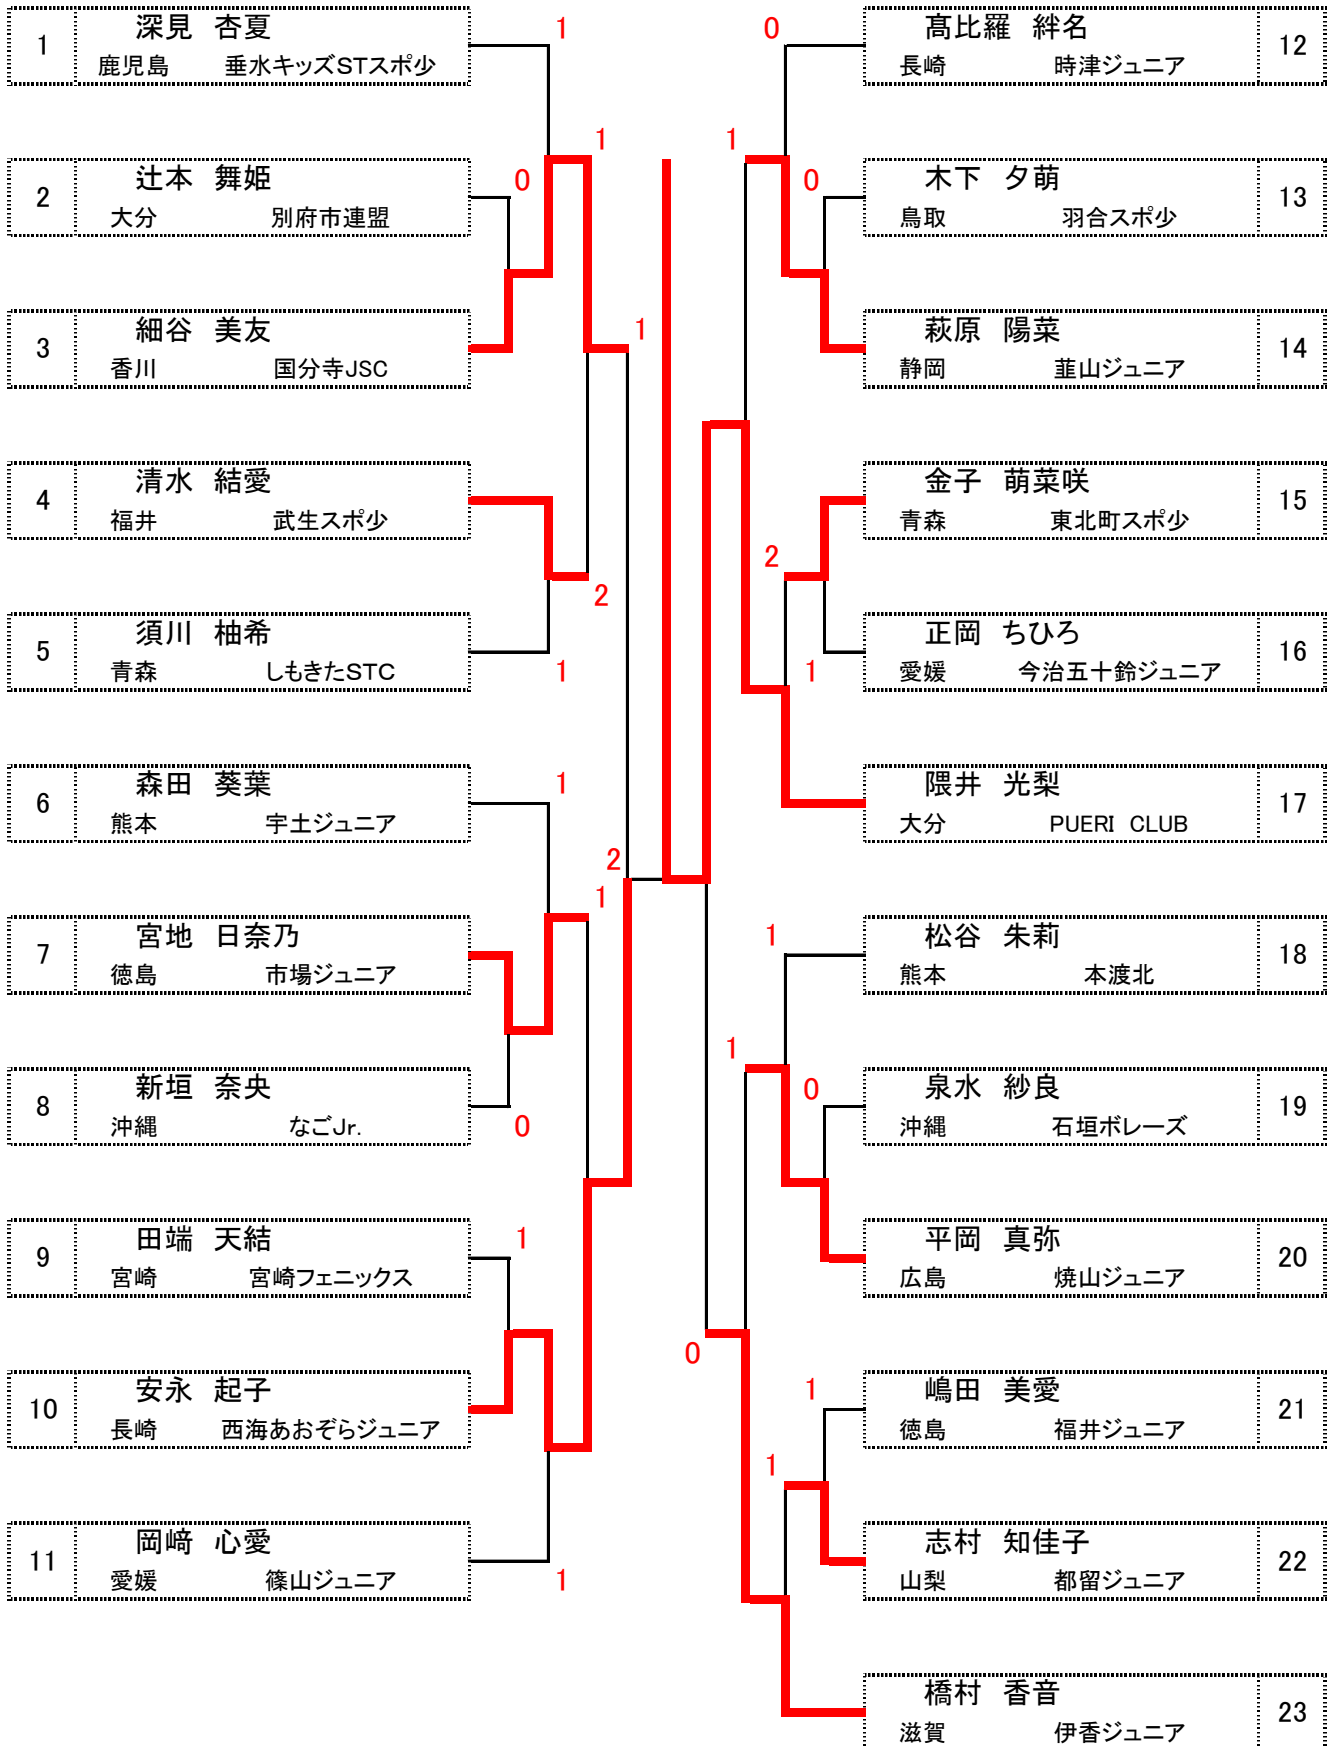 1 深見 杏夏
鹿児島 垂水キッズSTスポ少
1
2 辻本 舞姫
大分 別府市連盟
0
1
3 細谷 美友
香川 国分寺JSC
1
4 清水 結愛
福井 武生スポ少
2
5 須川 柚希
青森 しもきたSTC
1
6 森田 葵葉
熊本 宇土ジュニア
1
2
1
7 宮地 日奈乃
徳島 市場ジュニア
8 新垣 奈央
沖縄 なごJr.
0
9 田端 天結
宮崎 宮崎フェニックス
1
10 安永 起子
長崎 西海あおぞらジュニア
11 岡﨑 心愛
愛媛 篠山ジュニア
1
0
髙比羅 絆名 12
長崎 時津ジュニア
1
0
木下 夕萌 13
鳥取 羽合スポ少
萩原 陽菜 14
静岡 韮山ジュニア
金子 萌菜咲 15
青森 東北町スポ少
2
正岡 ちひろ 16
愛媛 今治五十鈴ジュニア
1
隈井 光梨 17
大分 PUERI CLUB
1
松谷 朱莉 18
熊本 本渡北
1
0
泉水 紗良 19
沖縄 石垣ボレーズ
平岡 真弥 20
広島 焼山ジュニア
0
1
嶋田 美愛 21
徳島 福井ジュニア
1
志村 知佳子 22
山梨 都留ジュニア
橋村 香音 23
滋賀 伊香ジュニア